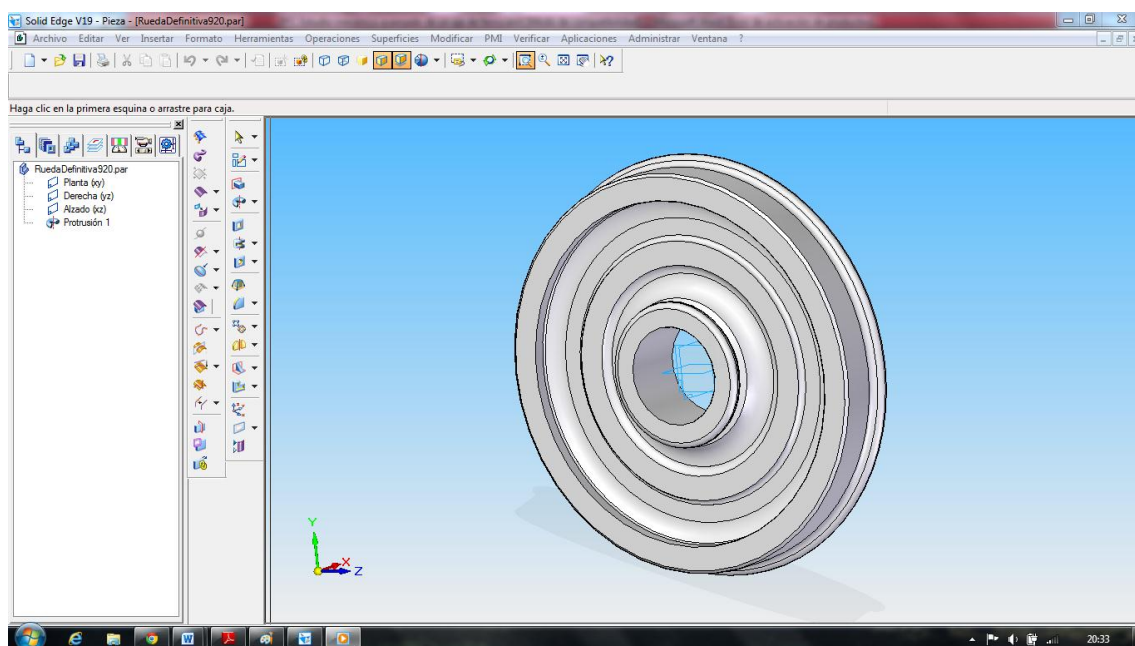 Solid Edge V19 - Pieza - [RuedaDefinitiva920.par]
Archivo Editar Ver Insertar Formato Herramientas Operaciones Superficies Modificar PMI Verificar Aplicaciones Administrar Ventana ?
Haga clic en la primera esquina o arrastre para caja.
RuedaDefinitiva920.par
Planta (xy)
Derecha (yz)
Alzado (xz)
Protrusión 1
Y
X
Z
20:33